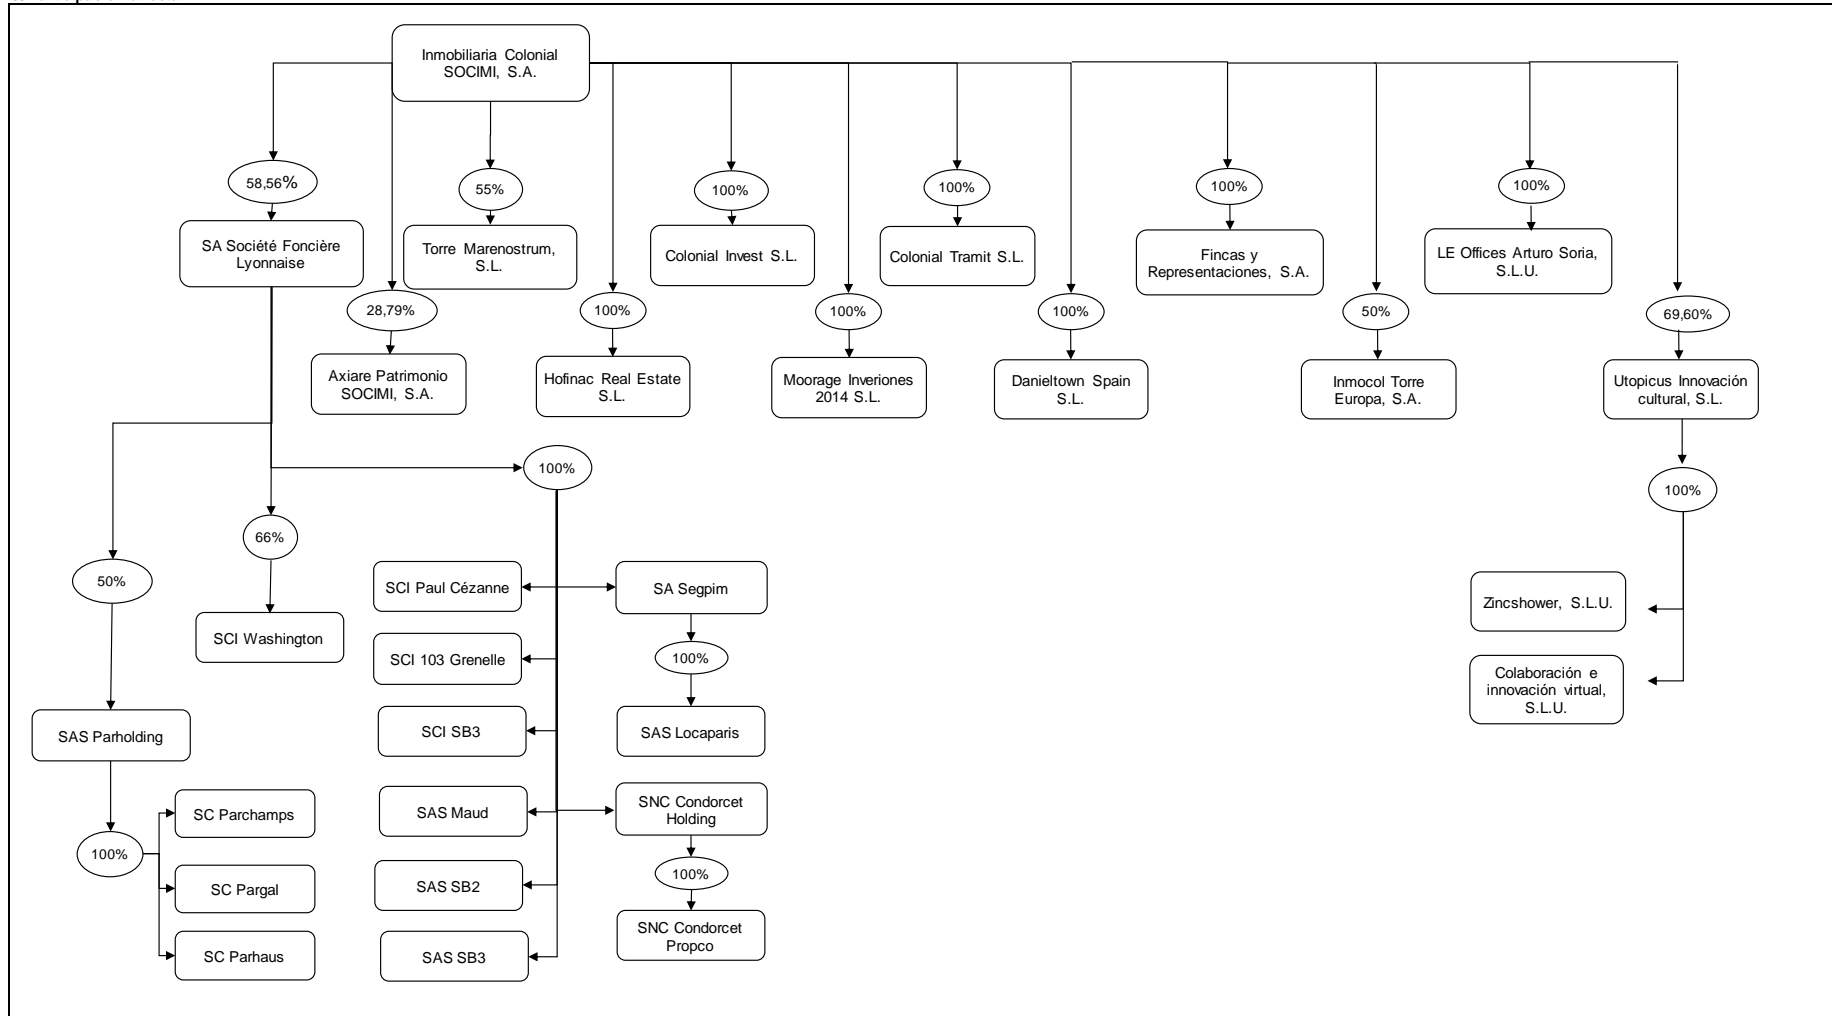 Inmobiliaria Colonial
SOCIMI, S.A.
58,56%
55%
100%
100%
100%
100%
SA Société Foncière
Lyonnaise
Torre Marenostrum,
S.L.
Colonial Invest S.L.
Colonial Tramit S.L.
Fincas y
Representaciones, S.A.
LE Offices Arturo Soria,
S.L.U.
28,79%
100%
100%
100%
50%
69,60%
Axiare Patrimonio
SOCIMI, S.A.
Hofinac Real Estate
S.L.
Moorage Inveriones
2014 S.L.
Danieltown Spain
S.L.
Inmocol Torre
Europa, S.A.
Utopicus Innovación
cultural, S.L.
100%
100%
66%
50%
SCI Paul Cézanne
SA Segpim
Zincshower, S.L.U.
SCI Washington
SCI 103 Grenelle
100%
Colaboración e
innovación virtual,
S.L.U.
SAS Parholding
SCI SB3
SAS Locaparis
SC Parchamps
SAS Maud
SNC Condorcet
Holding
100%
SC Pargal
SAS SB2
100%
SC Parhaus
SAS SB3
SNC Condorcet
Propco